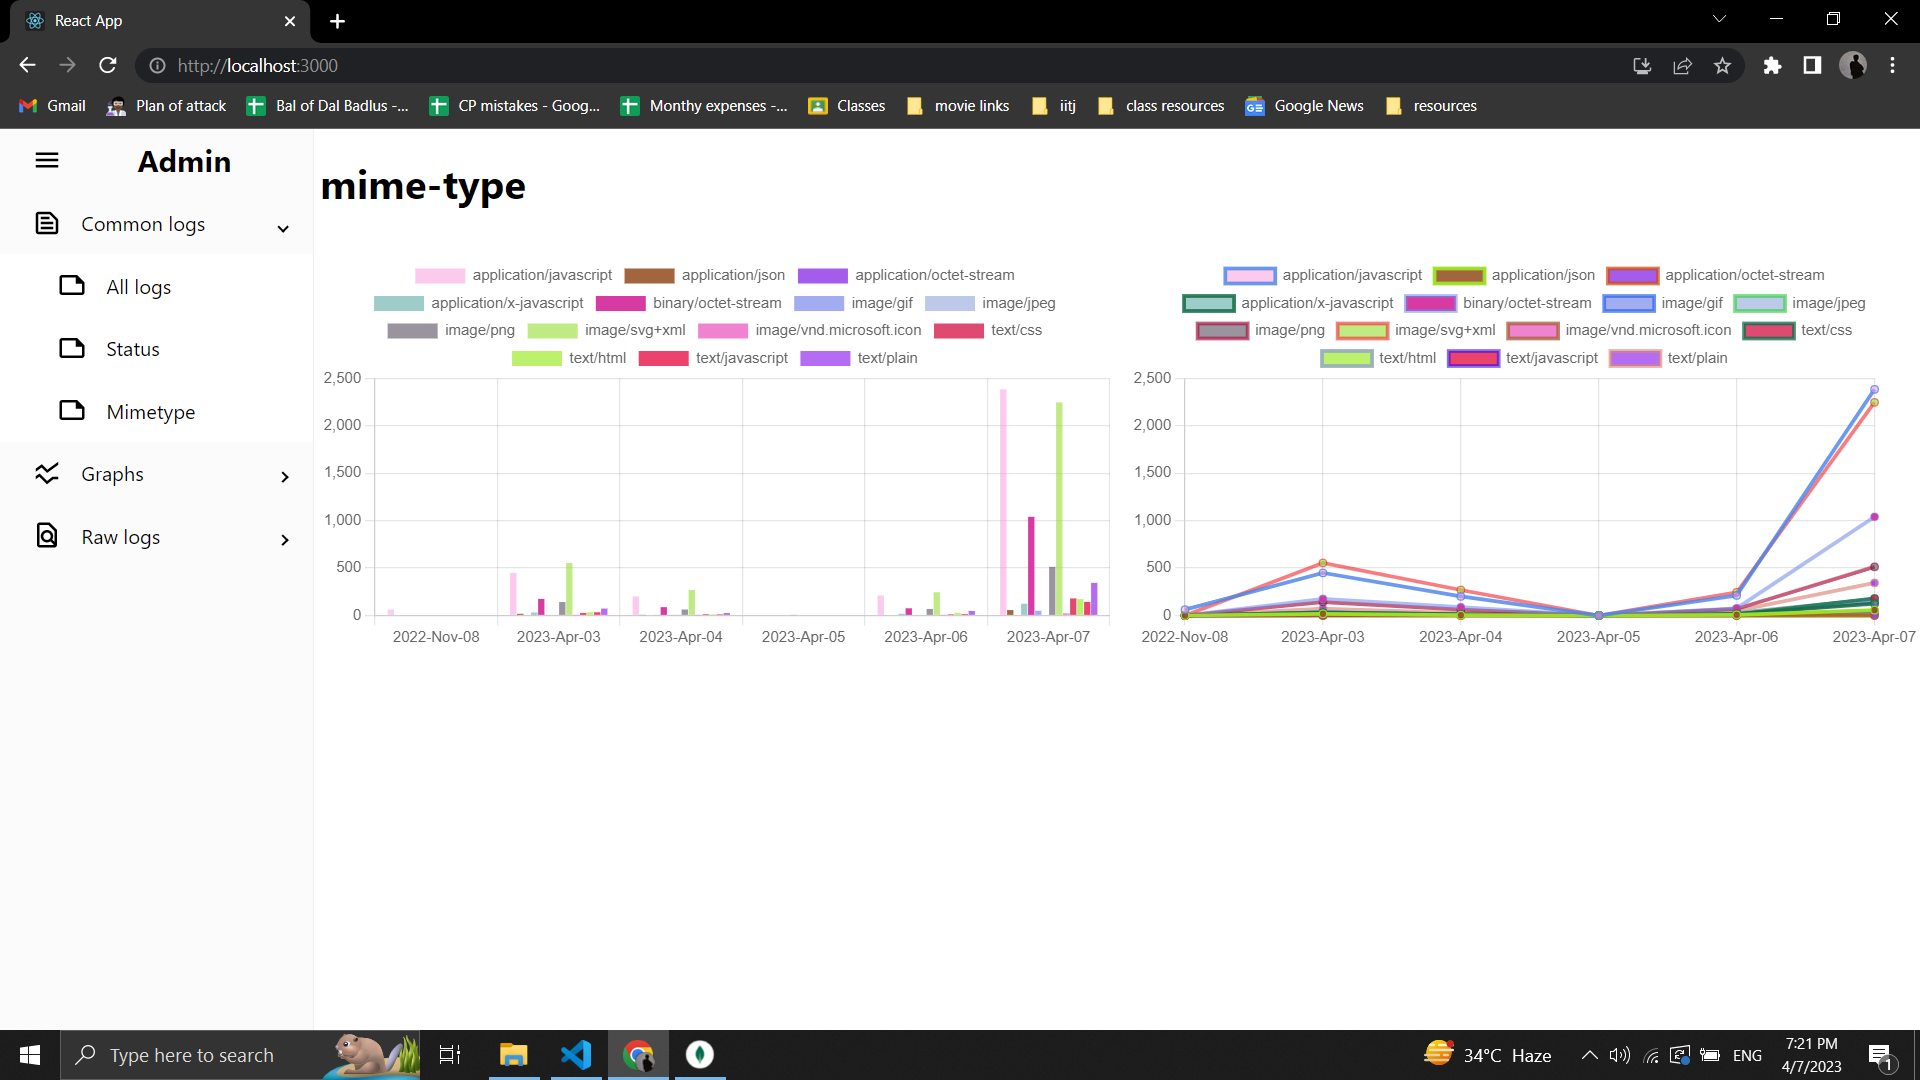 React App
http://localhost:3000
Gmail Plan of attack Bal of Dal Badlus -... CP mistakes - Goog... Monthy expenses -... Classes movie links iitj class resources Google News resources
Admin
Common logs
All logs
Status
Mimetype
Graphs
Raw logs
mime-type
application/javascript application/json application/octet-stream
application/x-javascript binary/octet-stream image/gif image/jpeg
image/png image/svg+xml image/vnd.microsoft.icon text/css
text/html text/javascript text/plain
2,500
2,000
1,500
1,000
500
0
2022-Nov-08 2023-Apr-03 2023-Apr-04 2023-Apr-05 2023-Apr-06 2023-Apr-07
application/javascript application/json application/octet-stream
application/x-javascript binary/octet-stream image/gif image/jpeg
image/png image/svg+xml image/vnd.microsoft.icon text/css
text/html text/javascript text/plain
2,500
2,000
1,500
1,000
500
0
2022-Nov-08 2023-Apr-03 2023-Apr-04 2023-Apr-05 2023-Apr-06 2023-Apr-07
Type here to search
34°C Haze
ENG
7:21 PM
4/7/2023
1